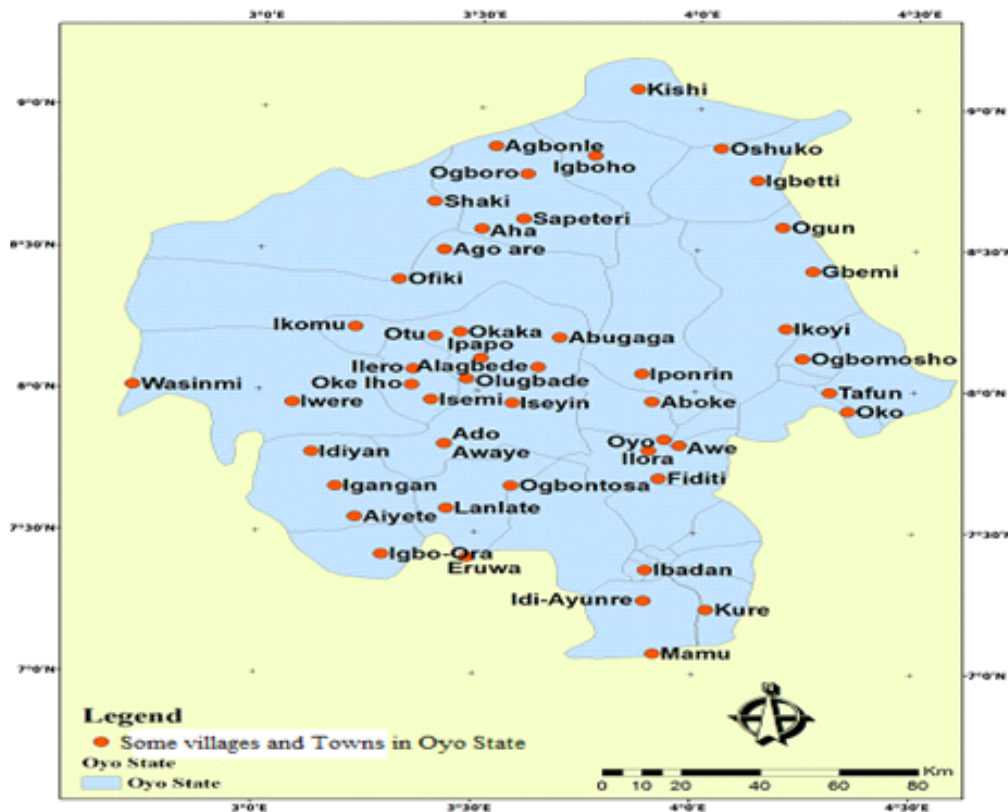 3°0'E 3°30'E 4°0'E 4°30'E
Kishi
9°0'N 9°0'N
Agbonle Oshuko
Igboho
Ogboro Igbetti
Shaki
Sapeteri
Aha Ogun
8°30'N Ago are 8°30'N
Ofiki Gbemi
Ikomu Okaka Ikoyi
Otu Abugaga
Ipapo
Ilero Alagbede Ogbomosho
Wasinmi Oke Iho Olugbade Iponrin
8°0'N Tafun 8°0'N
Iwere Isemi Iseyin Aboke Oko
Ado
Awaye Oyo Awe
Idiyan Ilora
Igangan Ogbontosa Fiditi
Aiyete Lanlate
7°30'N 7°30'N
Igbo-Ora
Eruwa Ibadan
Idi-Ayunre
Kure
Mamu
7°0'N 7°0'N
Legend
Some villages and Towns in Oyo State
Oyo State
Oyo State
Km
0 10 20 40 60 80
3°0'E 3°30'E 4°0'E 4°30'E